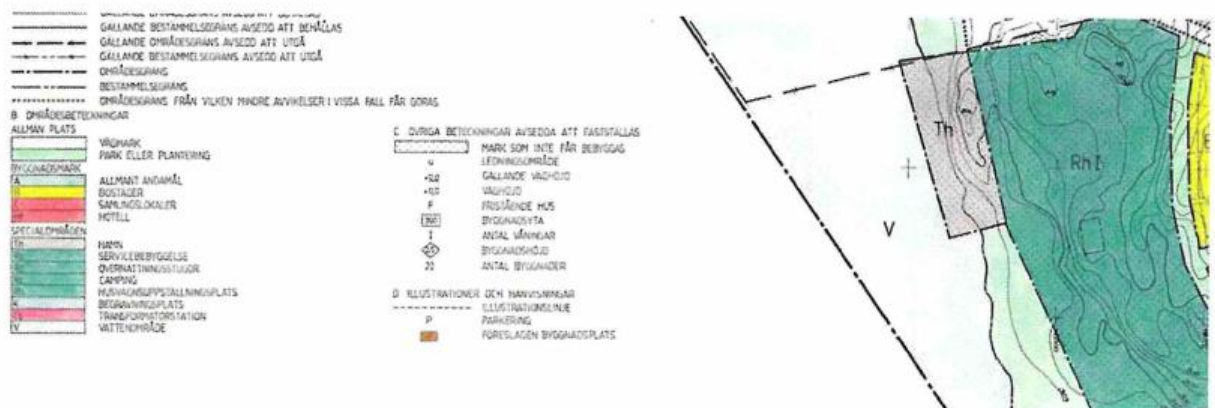 GÄLLANDE BESTÄMMELSEGRÄNS AVSEDD ATT BEHÅLLAS
GÄLLANDE OMRÅDESGRÄNS AVSEDD ATT UTGÅ
GÄLLANDE BESTÄMMELSEGRÄNS AVSEDD ATT UTGÅ
OMRÅDESGRÄNS
BESTÄMMELSEGRÄNS
OMRÅDESGRÄNS FRÅN VILKEN MINDRE AVVIKELSER I VISSA FALL FÅR GÖRAS
B OMRÅDESBETECKNINGAR
ALLMÄN PLATS
VÄGMARK
PARK ELLER PLANTERING
BYGGNADSMARK
A ALLMÄNT ÄNDAMÅL
BOSTÄDER
SAMLINGSLOKALER
HOTELL
SPECIALOMRÅDEN
Th HAMN
SERVICEBEBYGGELSE
ÖVERNATTNINGSSTUGOR
CAMPING
HUSVAGNSUPPSTÄLLNINGSPLATS
BEGRAVNINGSPLATS
TRANSFORMATORSTATION
V VATTENOMRÅDE
C ÖVRIGA BETECKNINGAR AVSEDDA ATT FASTSTÄLLAS
MARK SOM INTE FÅR BEBYGGAS
u LEDNINGSOMRÅDE
GÄLLANDE VÄGHÖJD
VÄGHÖJD
F FRISTÅENDE HUS
BYGGNADSYTA
I ANTAL VÅNINGAR
BYGGNADSHÖJD
ANTAL BYGGNADER
D ILLUSTRATIONER OCH HÄNVISNINGAR
ILLUSTRATIONSLINJE
P PARKERING
FÖRESLAGEN BYGGNADSPLATS
Th
RhI
V